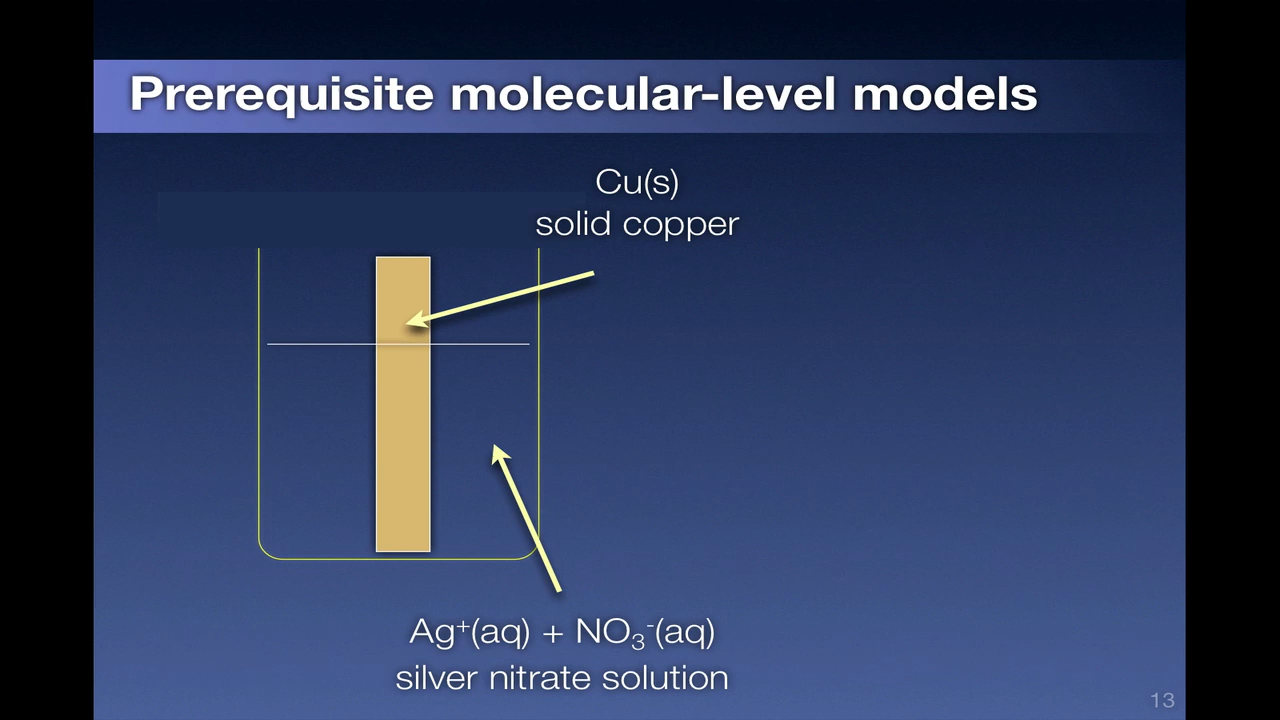 Prerequisite molecular-level models
Cu(s)
solid copper
Ag⁺(aq) + NO₃⁻(aq)
silver nitrate solution
13